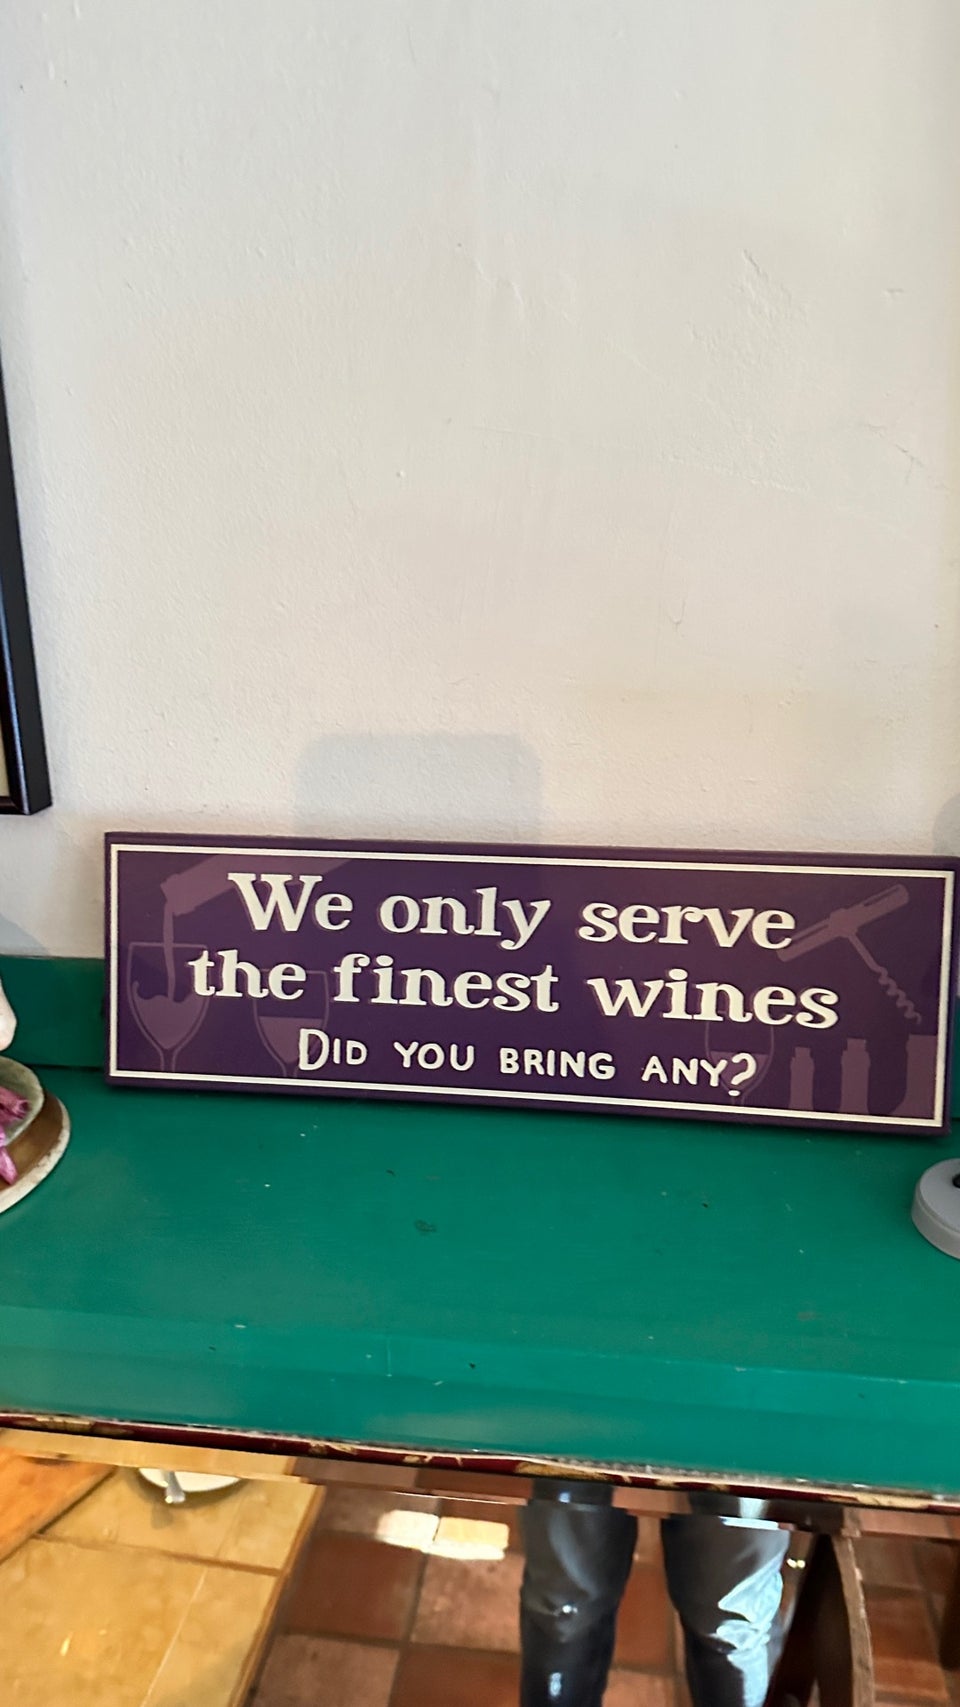 We only serve
the finest wines
DID YOU BRING ANY?